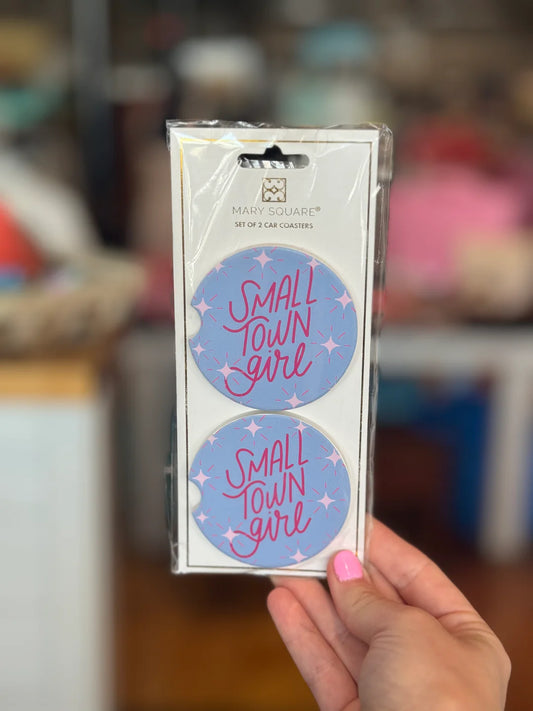 MARY SQUARE®
SET OF 2 CAR COASTERS
SMALL
TOWN
girl
SMALL
TOWN
girl